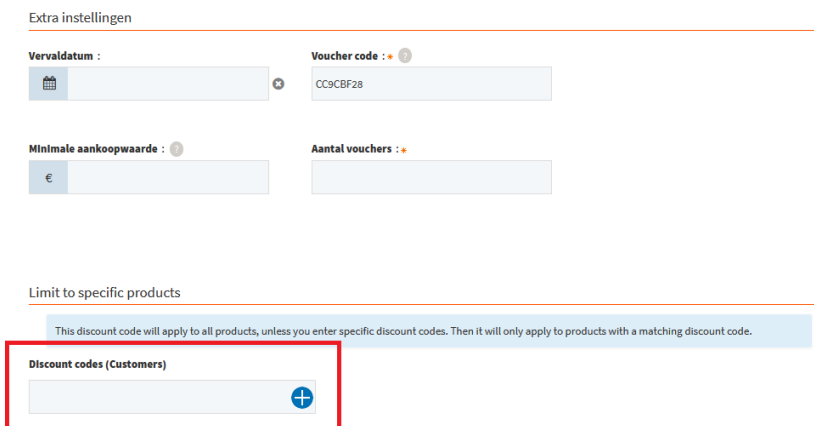 Extra instellingen
Vervaldatum : Voucher code : * ?
CC9CBF28
Minimale aankoopwaarde : ? Aantal vouchers : *
€
Limit to specific products
This discount code will apply to all products, unless you enter specific discount codes. Then it will only apply to products with a matching discount code.
Discount codes (Customers)